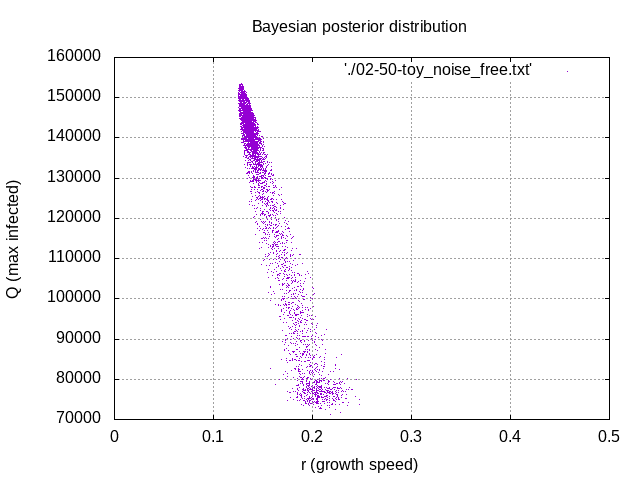 Bayesian posterior distribution
'./02-50-toy_noise_free.txt'
160000
150000
140000
130000
120000
110000
100000
90000
80000
70000
Q (max infected)
0 0.1 0.2 0.3 0.4 0.5
r (growth speed)